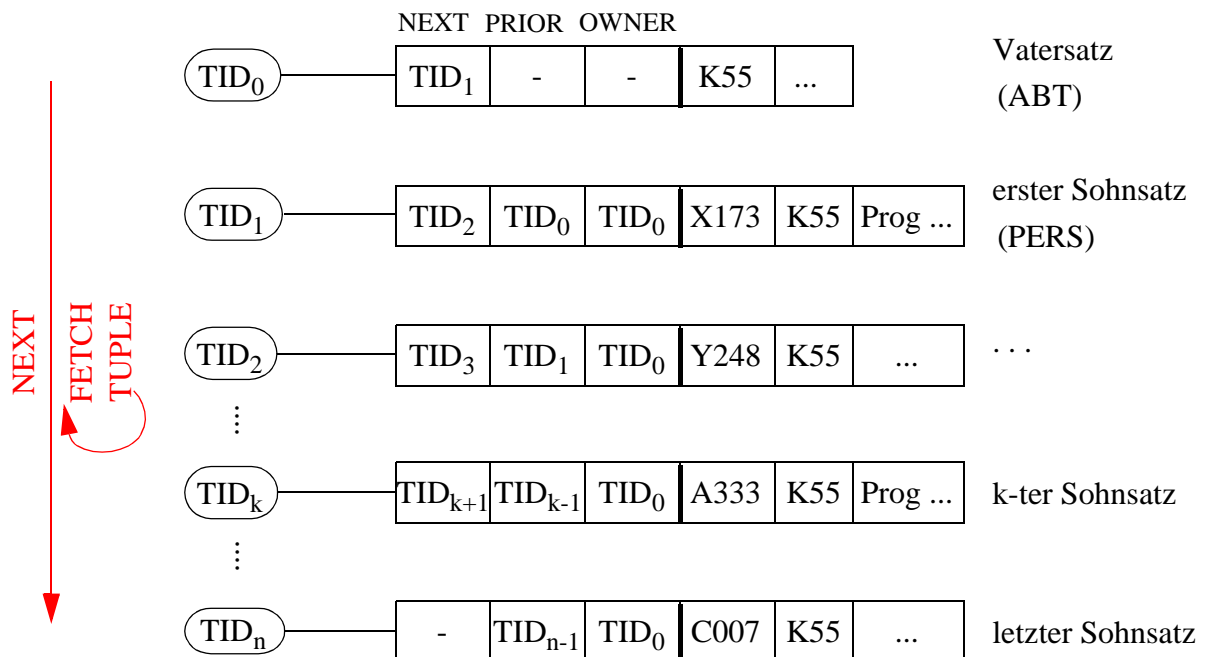 NEXT PRIOR OWNER
TID0 TID1 - - K55 ... Vatersatz
(ABT)
TID1 TID2 TID0 TID0 X173 K55 Prog ... erster Sohnsatz
(PERS)
NEXT
FETCH
TUPLE
TID2 TID3 TID1 TID0 Y248 K55 ... . . .
TIDk TIDk+1 TIDk-1 TID0 A333 K55 Prog ... k-ter Sohnsatz
TIDn - TIDn-1 TID0 C007 K55 ... letzter Sohnsatz